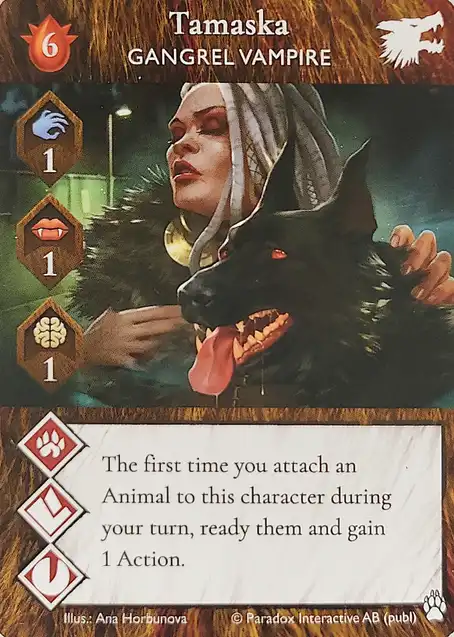 6
Tamaska
GANGREL VAMPIRE
1
1
1
The first time you attach an
Animal to this character during
your turn, ready them and gain
1 Action.
Illus.: Ana Horbunova © Paradox Interactive AB (publ)